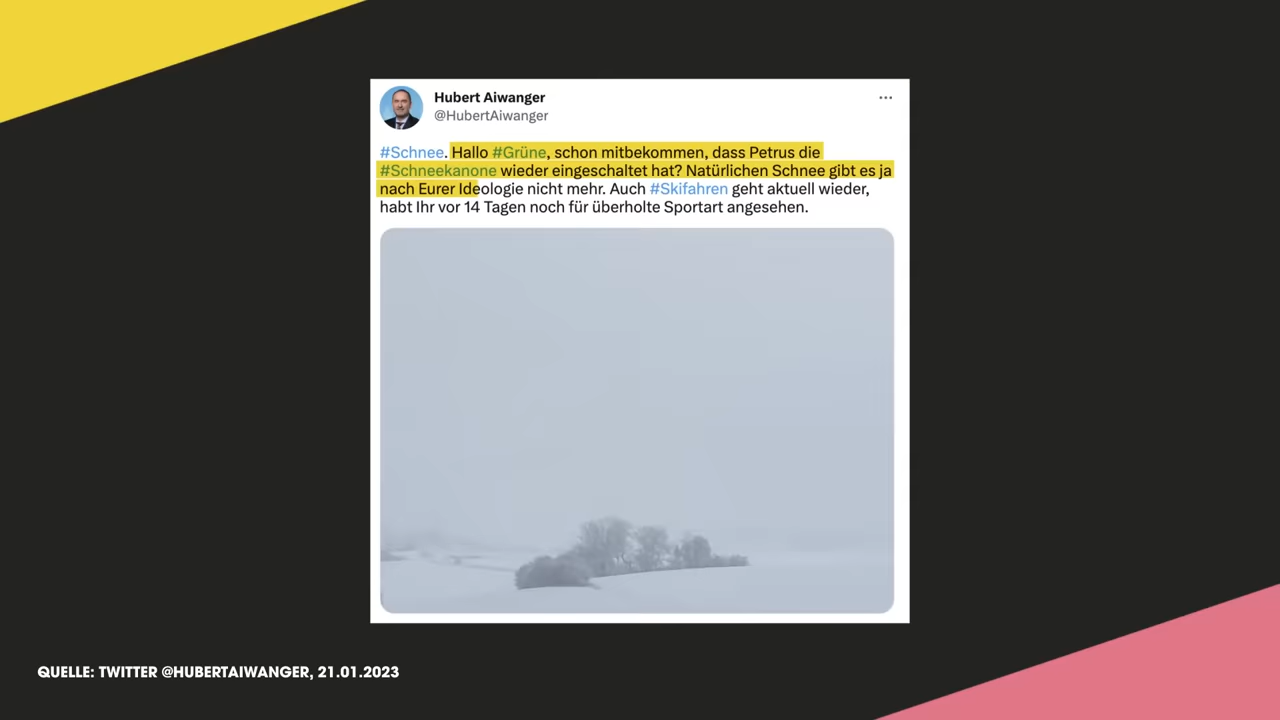 Hubert Aiwanger
@HubertAiwanger
#Schnee. Hallo #Grüne, schon mitbekommen, dass Petrus die
#Schneekanone wieder eingeschaltet hat? Natürlichen Schnee gibt es ja
nach Eurer Ideologie nicht mehr. Auch #Skifahren geht aktuell wieder,
habt Ihr vor 14 Tagen noch für überholte Sportart angesehen.
QUELLE: TWITTER @HUBERTAIWANGER, 21.01.2023